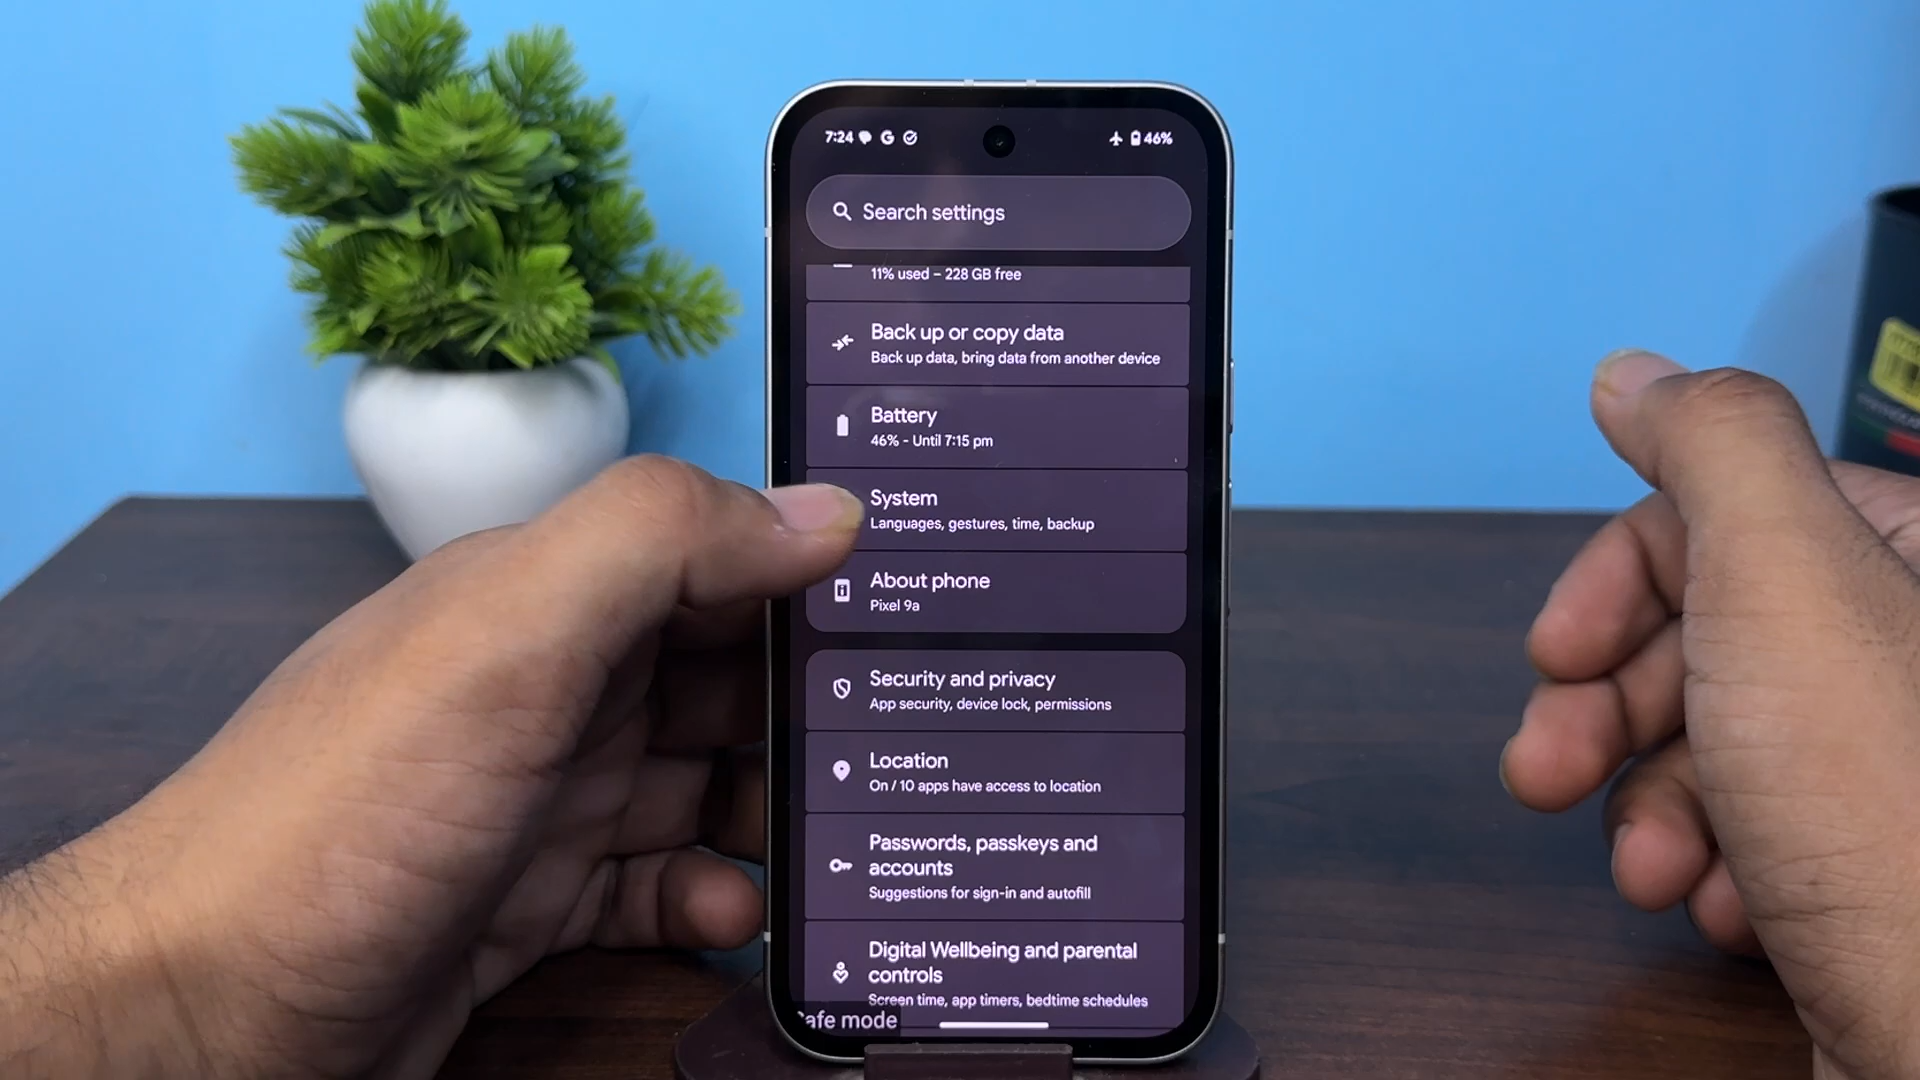 7:24 G 46%
Search settings
11% used – 228 GB free
Back up or copy data
Back up data, bring data from another device
Battery
46% - Until 7:15 pm
System
Languages, gestures, time, backup
About phone
Pixel 9a
Security and privacy
App security, device lock, permissions
Location
On / 10 apps have access to location
Passwords, passkeys and
accounts
Suggestions for sign-in and autofill
Digital Wellbeing and parental
controls
Screen time, app timers, bedtime schedules
afe mode